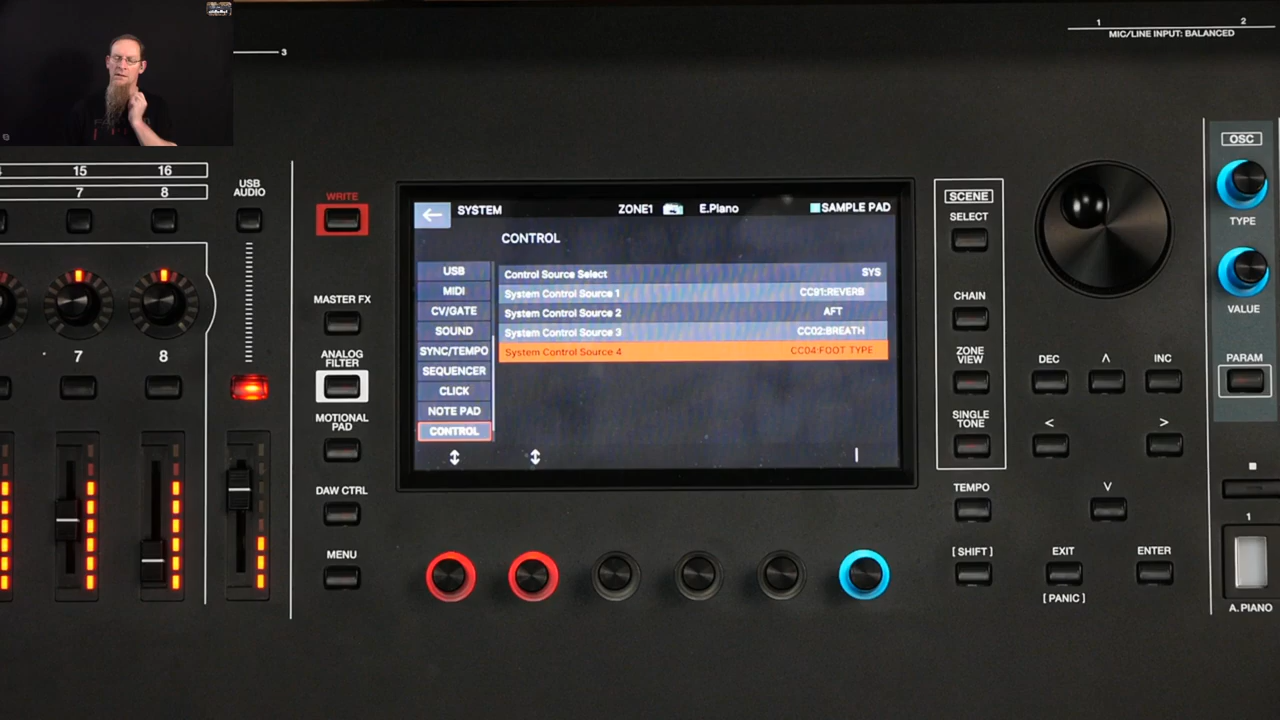 3
1
2
MIC/LINE INPUT: BALANCED
15
16
7
8
USB
AUDIO
7
8
WRITE
MASTER FX
ANALOG
FILTER
MOTIONAL
PAD
DAW CTRL
MENU
SYSTEM
ZONE1
E.Piano
SAMPLE PAD
CONTROL
USB
MIDI
CV/GATE
SOUND
SYNC/TEMPO
SEQUENCER
CLICK
NOTE PAD
CONTROL
Control Source Select SYS
System Control Source 1 CC91:REVERB
System Control Source 2 AFT
System Control Source 3 CC02:BREATH
System Control Source 4 CC04:FOOT TYPE
SCENE
SELECT
CHAIN
ZONE
VIEW
SINGLE
TONE
TEMPO
[SHIFT]
DEC
INC
EXIT
[PANIC]
ENTER
OSC
TYPE
VALUE
PARAM
1
A.PIANO